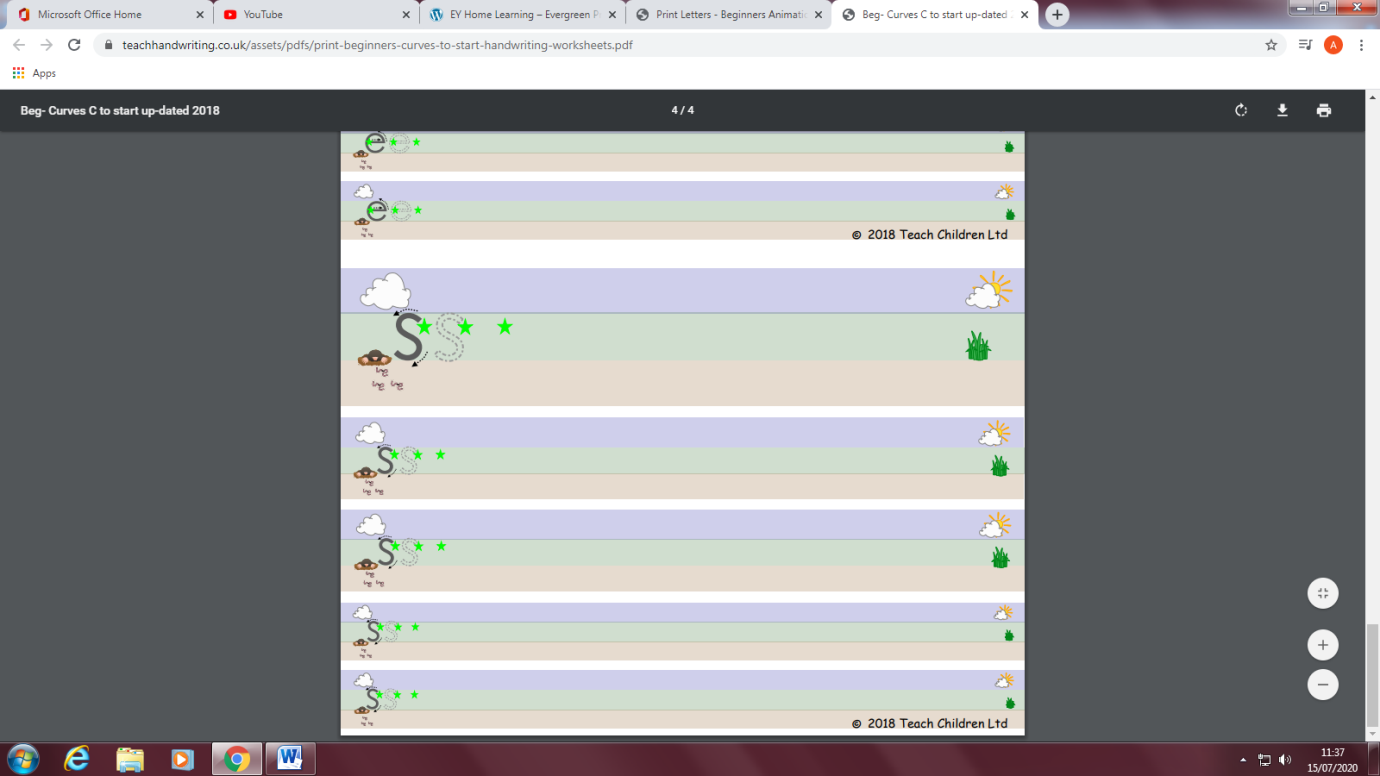 Microsoft Office Home
YouTube
EY Home Learning – Evergreen P
Print Letters - Beginners Animatio
Beg- Curves C to start up-dated 2
teachhandwriting.co.uk/assets/pdfs/print-beginners-curves-to-start-handwriting-worksheets.pdf
A
Apps
Beg- Curves C to start up-dated 2018
4 / 4
e e
e e
© 2018 Teach Children Ltd
s s
s s
s s
s s
s s
© 2018 Teach Children Ltd
11:37
15/07/2020